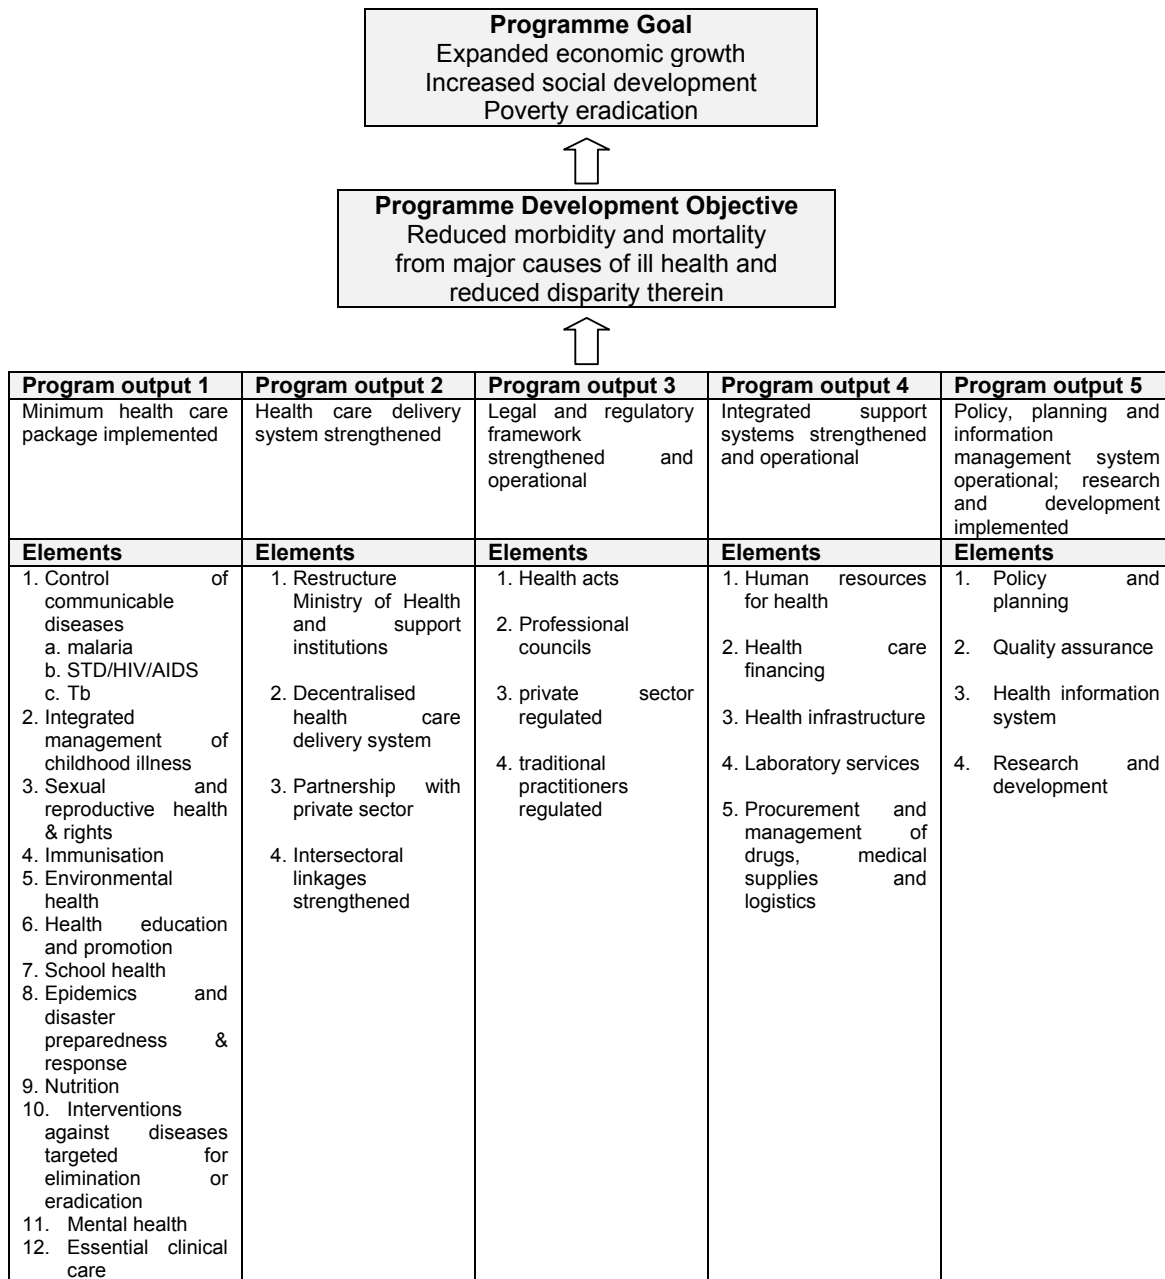 Programme Goal
Expanded economic growth
Increased social development
Poverty eradication
Programme Development Objective
Reduced morbidity and mortality
from major causes of ill health and
reduced disparity therein
Program output 1
Minimum health care
package implemented
Program output 2
Health care delivery
system strengthened
Program output 3
Legal and regulatory
framework
strengthened and
operational
Program output 4
Integrated support
systems strengthened
and operational
Program output 5
Policy, planning and
information
management system
operational; research
and development
implemented
Elements
1. Control of
communicable
diseases
a. malaria
b. STD/HIV/AIDS
c. Tb
2. Integrated
management of
childhood illness
3. Sexual and
reproductive health
& rights
4. Immunisation
5. Environmental
health
6. Health education
and promotion
7. School health
8. Epidemics and
disaster
preparedness &
response
9. Nutrition
10. Interventions
against diseases
targeted for
elimination or
eradication
11. Mental health
12. Essential clinical
care
Elements
1. Restructure
Ministry of Health
and support
institutions
2. Decentralised
health care
delivery system
3. Partnership with
private sector
4. Intersectoral
linkages
strengthened
Elements
1. Health acts
2. Professional
councils
3. private sector
regulated
4. traditional
practitioners
regulated
Elements
1. Human resources
for health
2. Health care
financing
3. Health infrastructure
4. Laboratory services
5. Procurement and
management of
drugs, medical
supplies and
logistics
Elements
1. Policy and
planning
2. Quality assurance
3. Health information
system
4. Research and
development